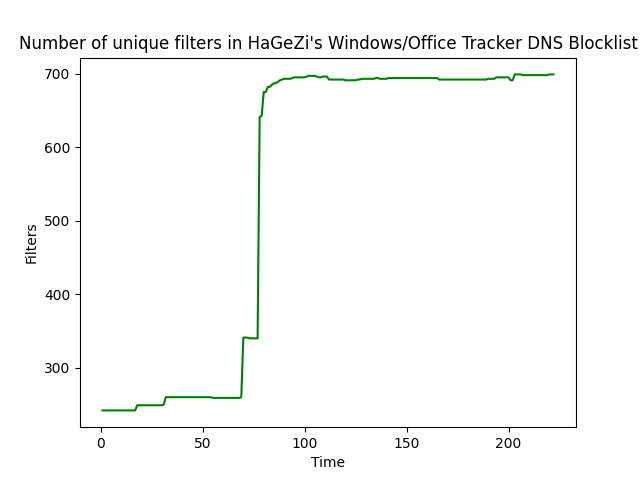 Number of unique filters in HaGeZi's Windows/Office Tracker DNS Blocklist
700
600
500
400
300
Filters
0 50 100 150 200
Time